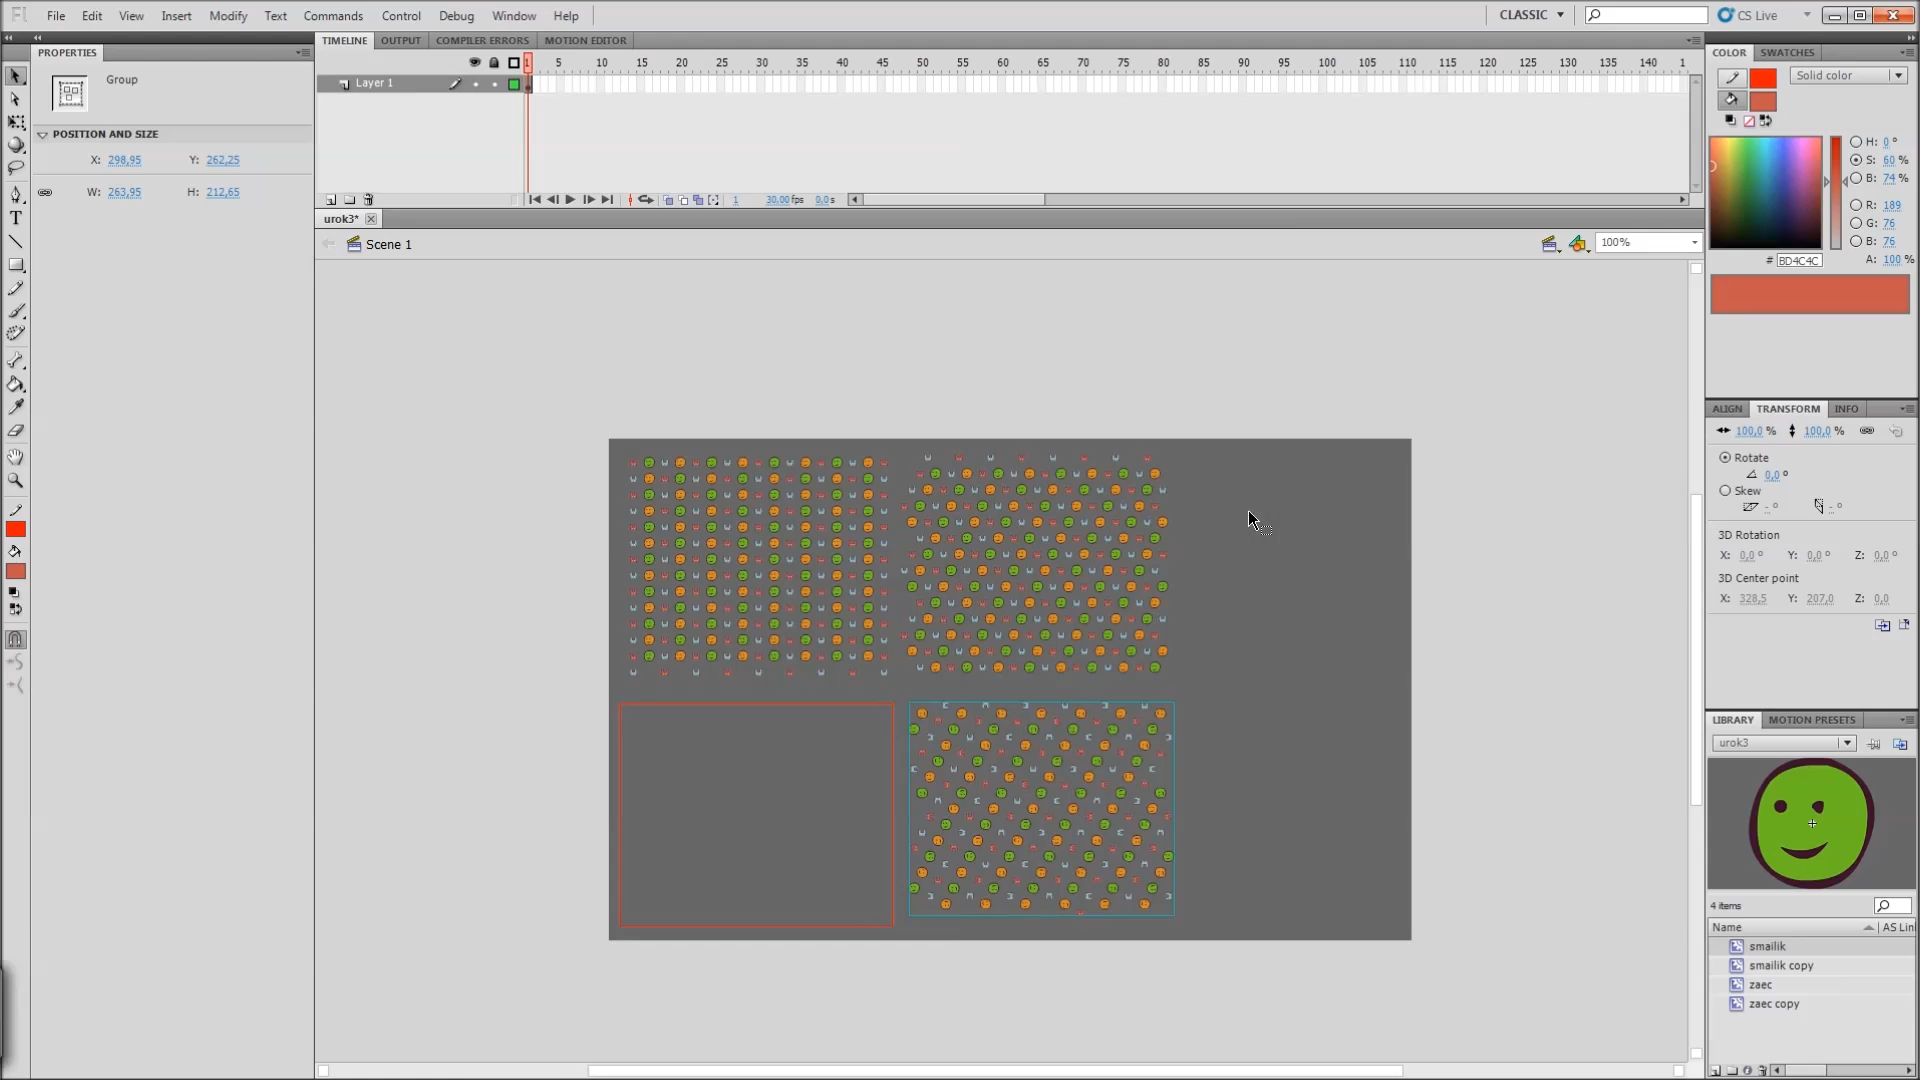 Fl File Edit View Insert Modify Text Commands Control Debug Window Help CLASSIC CS Live
PROPERTIES
Group
POSITION AND SIZE
X: 298,95 Y: 262,25
W: 263,95 H: 212,65
TIMELINE OUTPUT COMPILER ERRORS MOTION EDITOR
1 5 10 15 20 25 30 35 40 45 50 55 60 65 70 75 80 85 90 95 100 105 110 115 120 125 130 135 140 1
Layer 1
1 30,00 fps 0,0 s
urok3*
Scene 1
100%
COLOR SWATCHES
Solid color
H: 0 °
S: 60 %
B: 74 %
R: 189
G: 76
B: 76
# BD4C4C A: 100 %
ALIGN TRANSFORM INFO
100,0 % 100,0 %
Rotate
0,0 °
Skew
- ° - °
3D Rotation
X: 0,0 ° Y: 0,0 ° Z: 0,0 °
3D Center point
X: 328,5 Y: 207,0 Z: 0,0
LIBRARY MOTION PRESETS
urok3
4 items
Name AS Lin
smailik
smailik copy
zaec
zaec copy
T